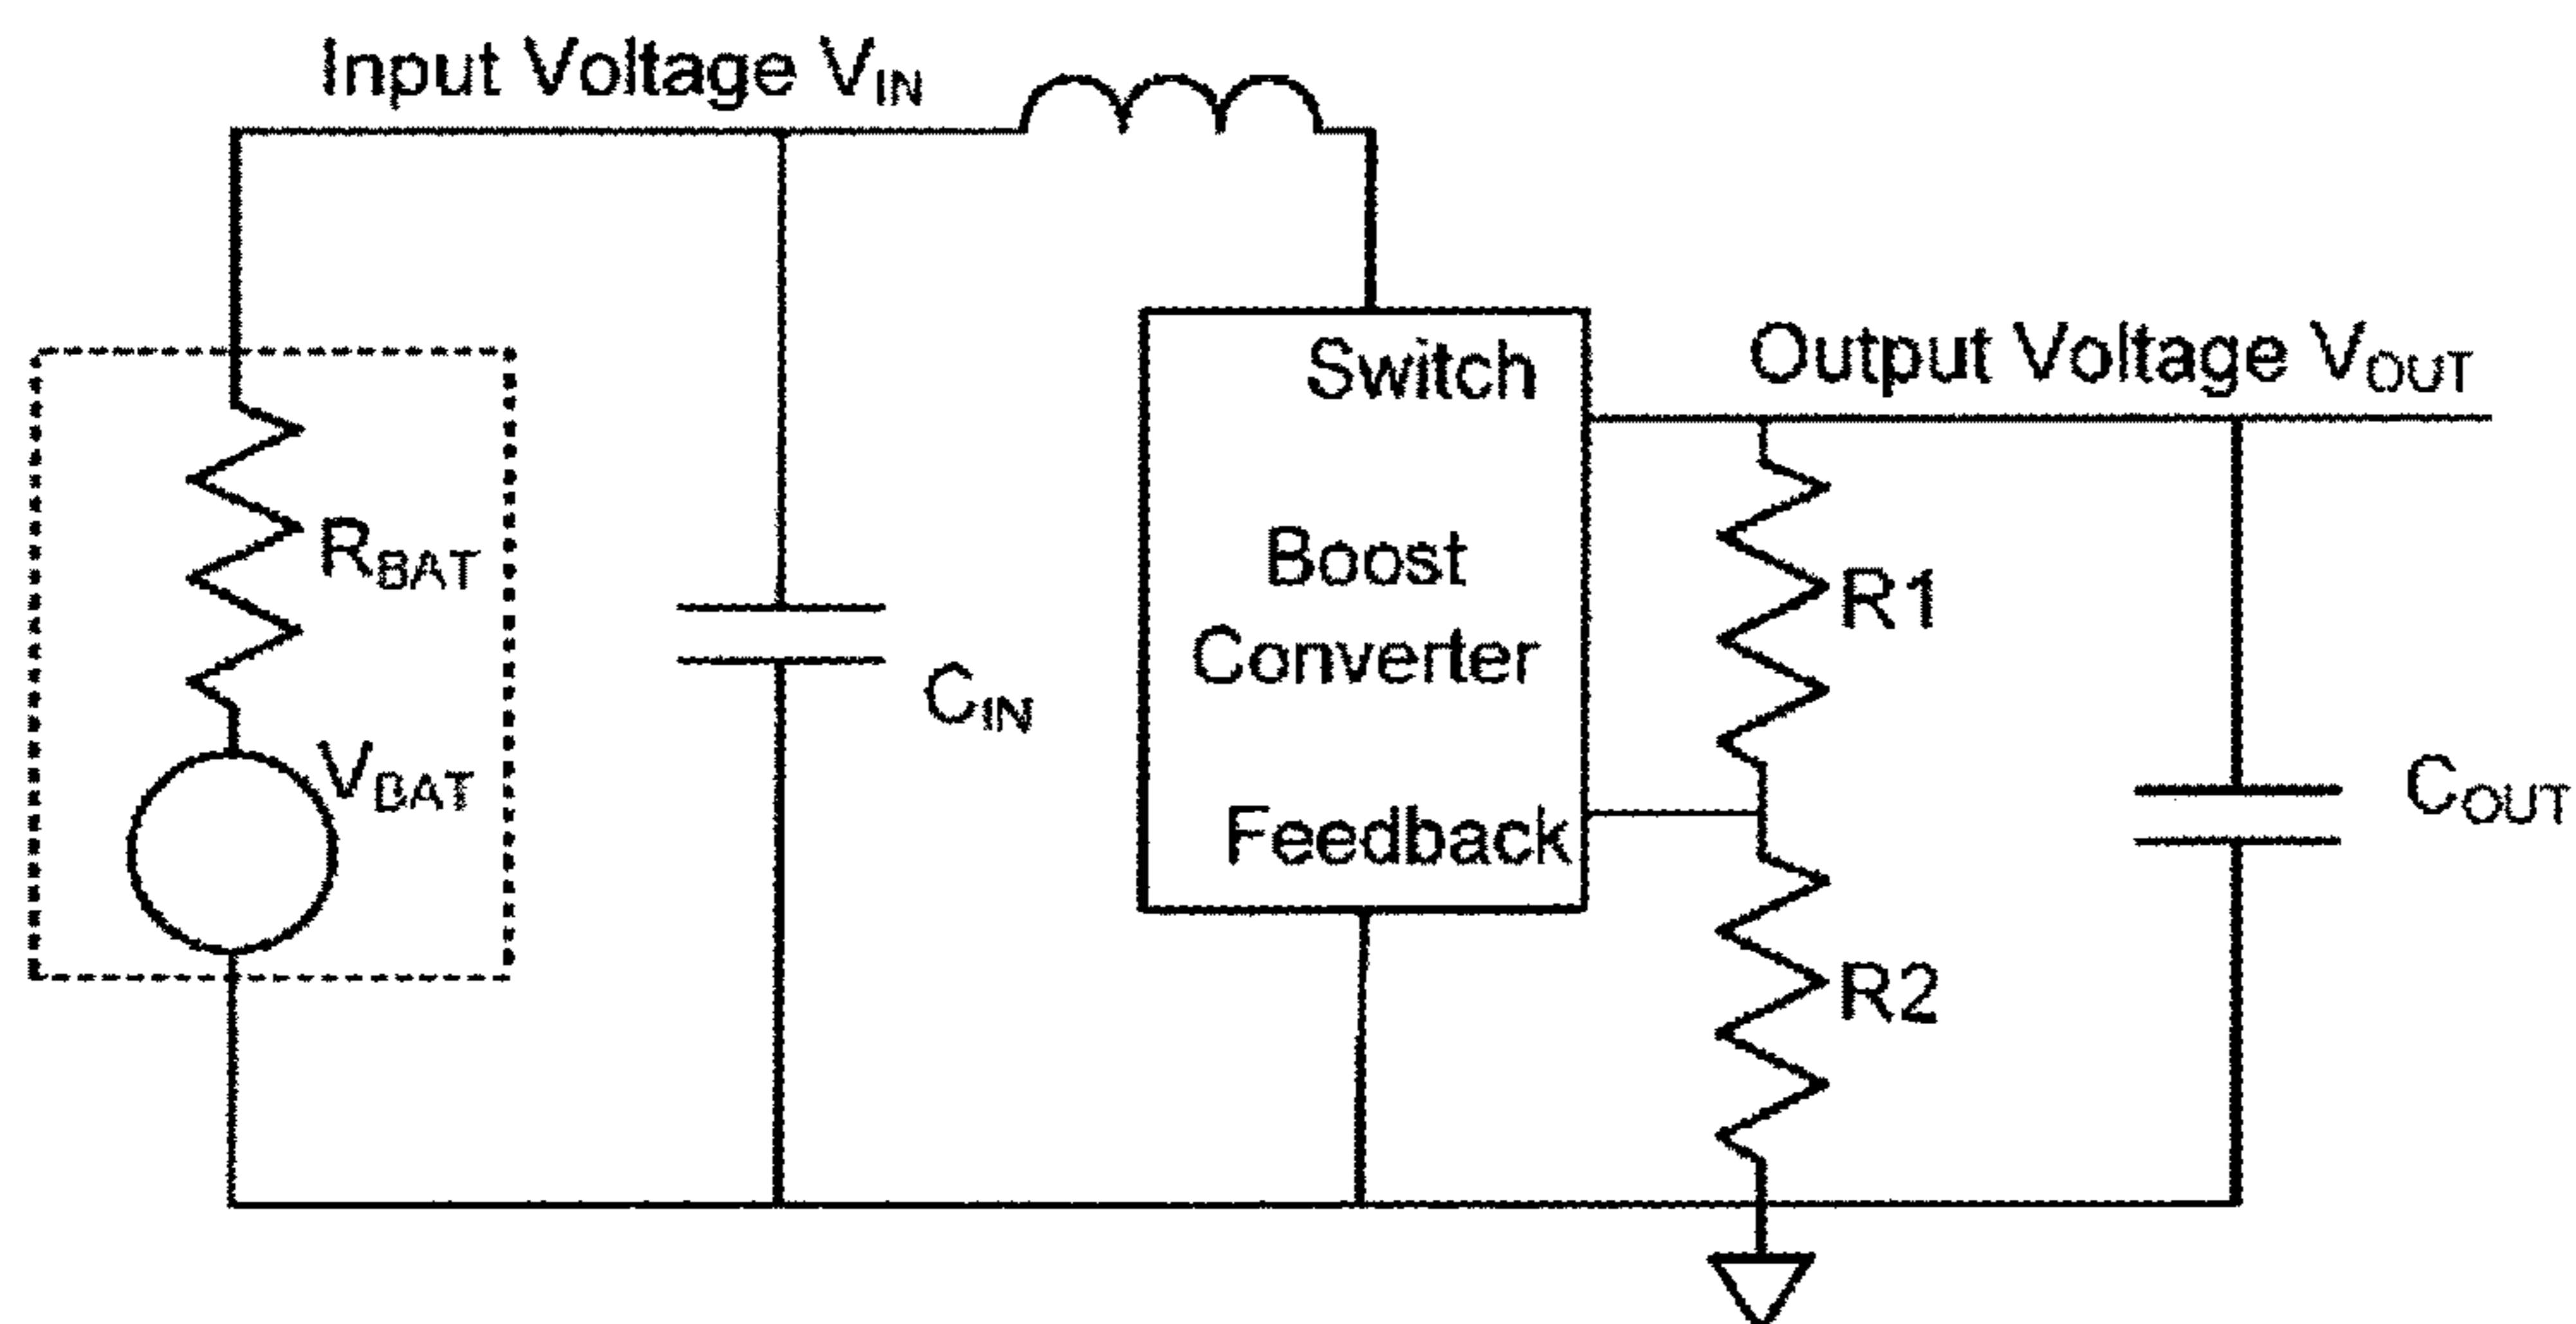 Input Voltage VIN
Switch
Output Voltage VOUT
RBAT
Boost
Converter
R1
CIN
VBAT
COUT
Feedback
R2